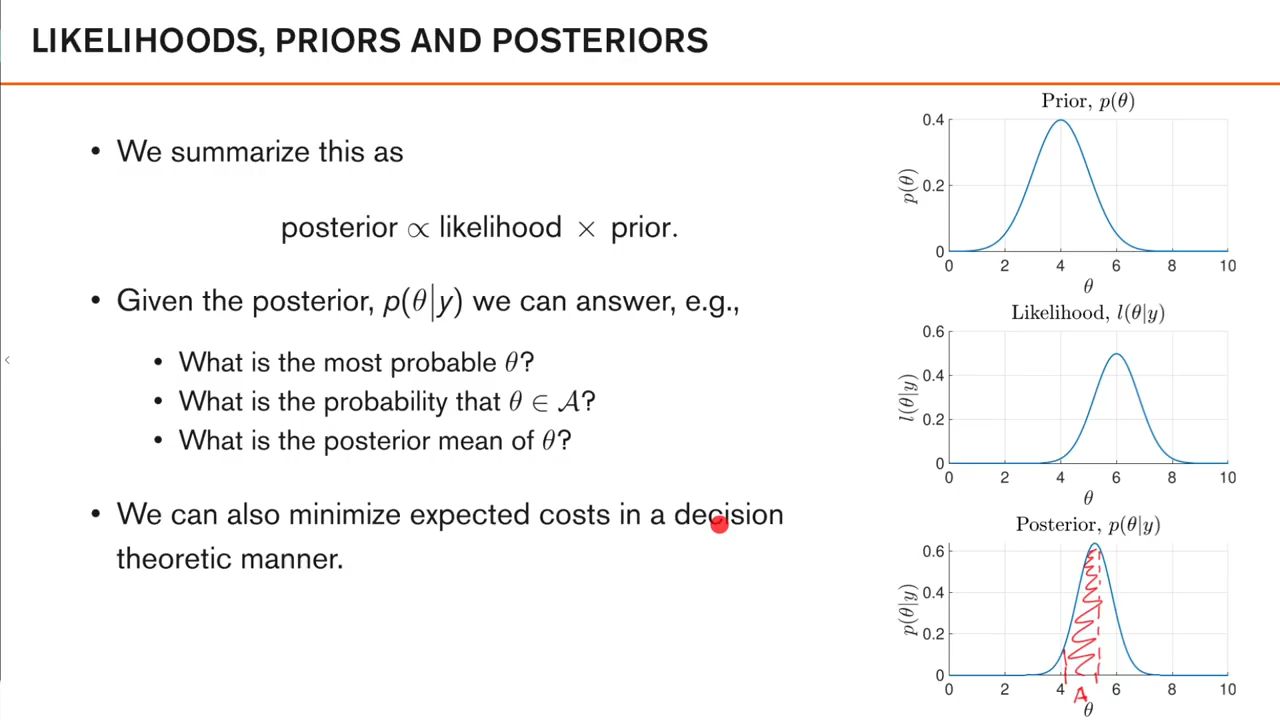 LIKELIHOODS, PRIORS AND POSTERIORS
• We summarize this as
posterior ∝ likelihood × prior.
• Given the posterior, p(θ|y) we can answer, e.g.,
• What is the most probable θ?
• What is the probability that θ ∈ 𝒜?
• What is the posterior mean of θ?
• We can also minimize expected costs in a decision
theoretic manner.
Prior, p(θ)
p(θ)
0.4
0.2
0
0 2 4 6 8 10
θ
Likelihood, l(θ|y)
l(θ|y)
0.6
0.4
0.2
0
0 2 4 6 8 10
θ
Posterior, p(θ|y)
p(θ|y)
0.6
0.4
0.2
0
0 2 4 6 8 10
A
θ